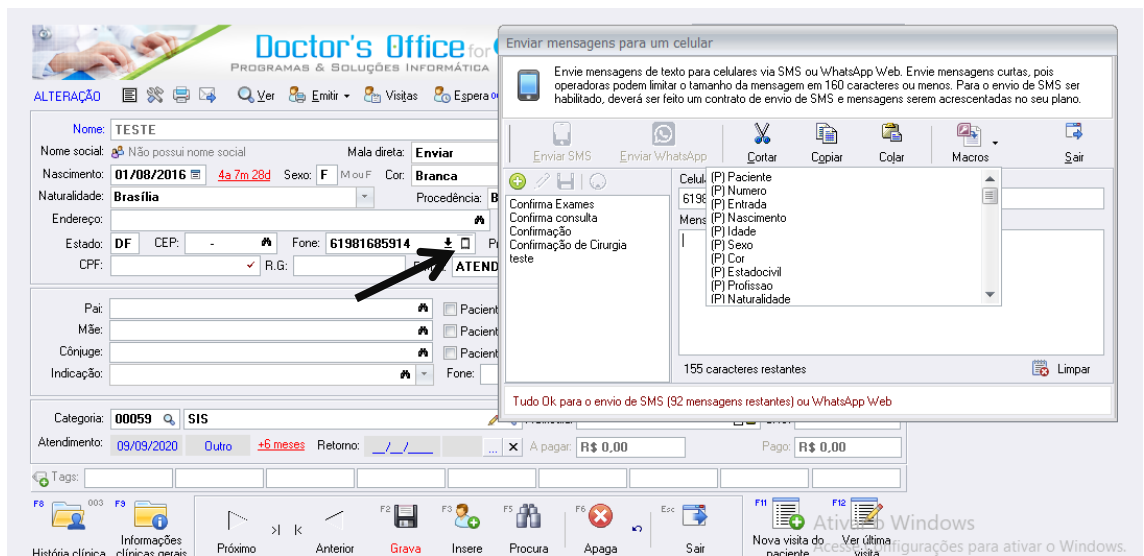 Doctor's Office for
PROGRAMAS & SOLUÇÕES INFORMÁTICA
ALTERAÇÃO Ver Emitir Visitas Espera
Nome: TESTE
Nome social: Não possui nome social Mala direta: Enviar
Nascimento: 01/08/2016 4a 7m 28d Sexo: F M ou F Cor: Branca
Naturalidade: Brasília Procedência: B
Endereço:
Estado: DF CEP: - Fone: 61981685914
CPF: R.G: ATEND
Pai: Pacient
Mãe: Pacient
Cônjuge: Pacient
Indicação: Fone:
Categoria: 00059 SIS
Atendimento: 09/09/2020 Outro +6 meses Retorno: __/__/____ ... A pagar: R$ 0,00 Pago: R$ 0,00
Tags:
F8 003 F9 F2 F3 F5 F6 Esc F11 F12
História clínica Informações clínicas gerais Próximo Anterior Grava Insere Procura Apaga Sair Nova visita do paciente Ver última visita
Enviar mensagens para um celular
Envie mensagens de texto para celulares via SMS ou WhatsApp Web. Envie mensagens curtas, pois
operadoras podem limitar o tamanho da mensagem em 160 caracteres ou menos. Para o envio de SMS ser
habilitado, deverá ser feito um contrato de envio de SMS e mensagens serem acrescentadas no seu plano.
Enviar SMS Enviar WhatsApp Cortar Copiar Colar Macros Sair
Confirma Exames
Confirma consulta
Confirmação
Confirmação de Cirurgia
teste
Celul
6198
Mens
(P) Paciente
(P) Numero
(P) Entrada
(P) Nascimento
(P) Idade
(P) Sexo
(P) Cor
(P) Estadocivil
(P) Profissao
(P) Naturalidade
155 caracteres restantes Limpar
Tudo Ok para o envio de SMS (92 mensagens restantes) ou WhatsApp Web
Ativar o Windows
Acesse Configurações para ativar o Windows.